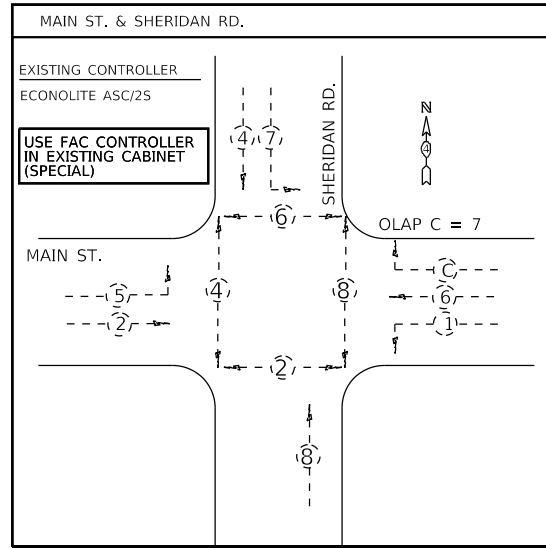 MAIN ST. & SHERIDAN RD.
EXISTING CONTROLLER
ECONOLITE ASC/2S
USE FAC CONTROLLER
IN EXISTING CABINET
(SPECIAL)
4
7
SHERIDAN RD.
N
4
6
OLAP C = 7
MAIN ST.
C
5
4
8
6
2
1
2
8